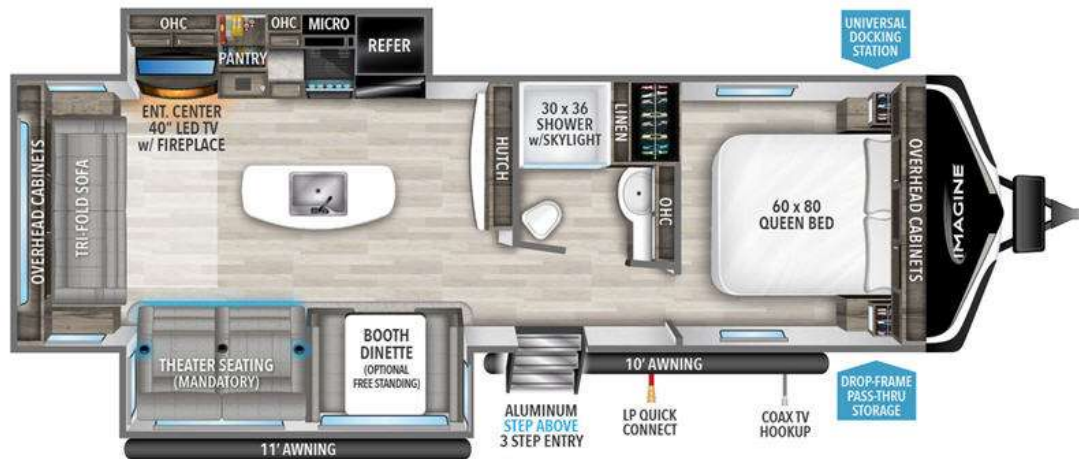 OHC
PANTRY
OHC
MICRO
REFER
UNIVERSAL
DOCKING
STATION
ENT. CENTER
40" LED TV
w/ FIREPLACE
OVERHEAD CABINETS
TRI-FOLD SOFA
HUTCH
30 x 36
SHOWER
w/SKYLIGHT
LINEN
OHC
60 x 80
QUEEN BED
OVERHEAD CABINETS
IMAGINE
THEATER SEATING
(MANDATORY)
BOOTH
DINETTE
(OPTIONAL
FREE STANDING)
10' AWNING
11' AWNING
ALUMINUM
STEP ABOVE
3 STEP ENTRY
LP QUICK
CONNECT
COAX TV
HOOKUP
DROP-FRAME
PASS-THRU
STORAGE